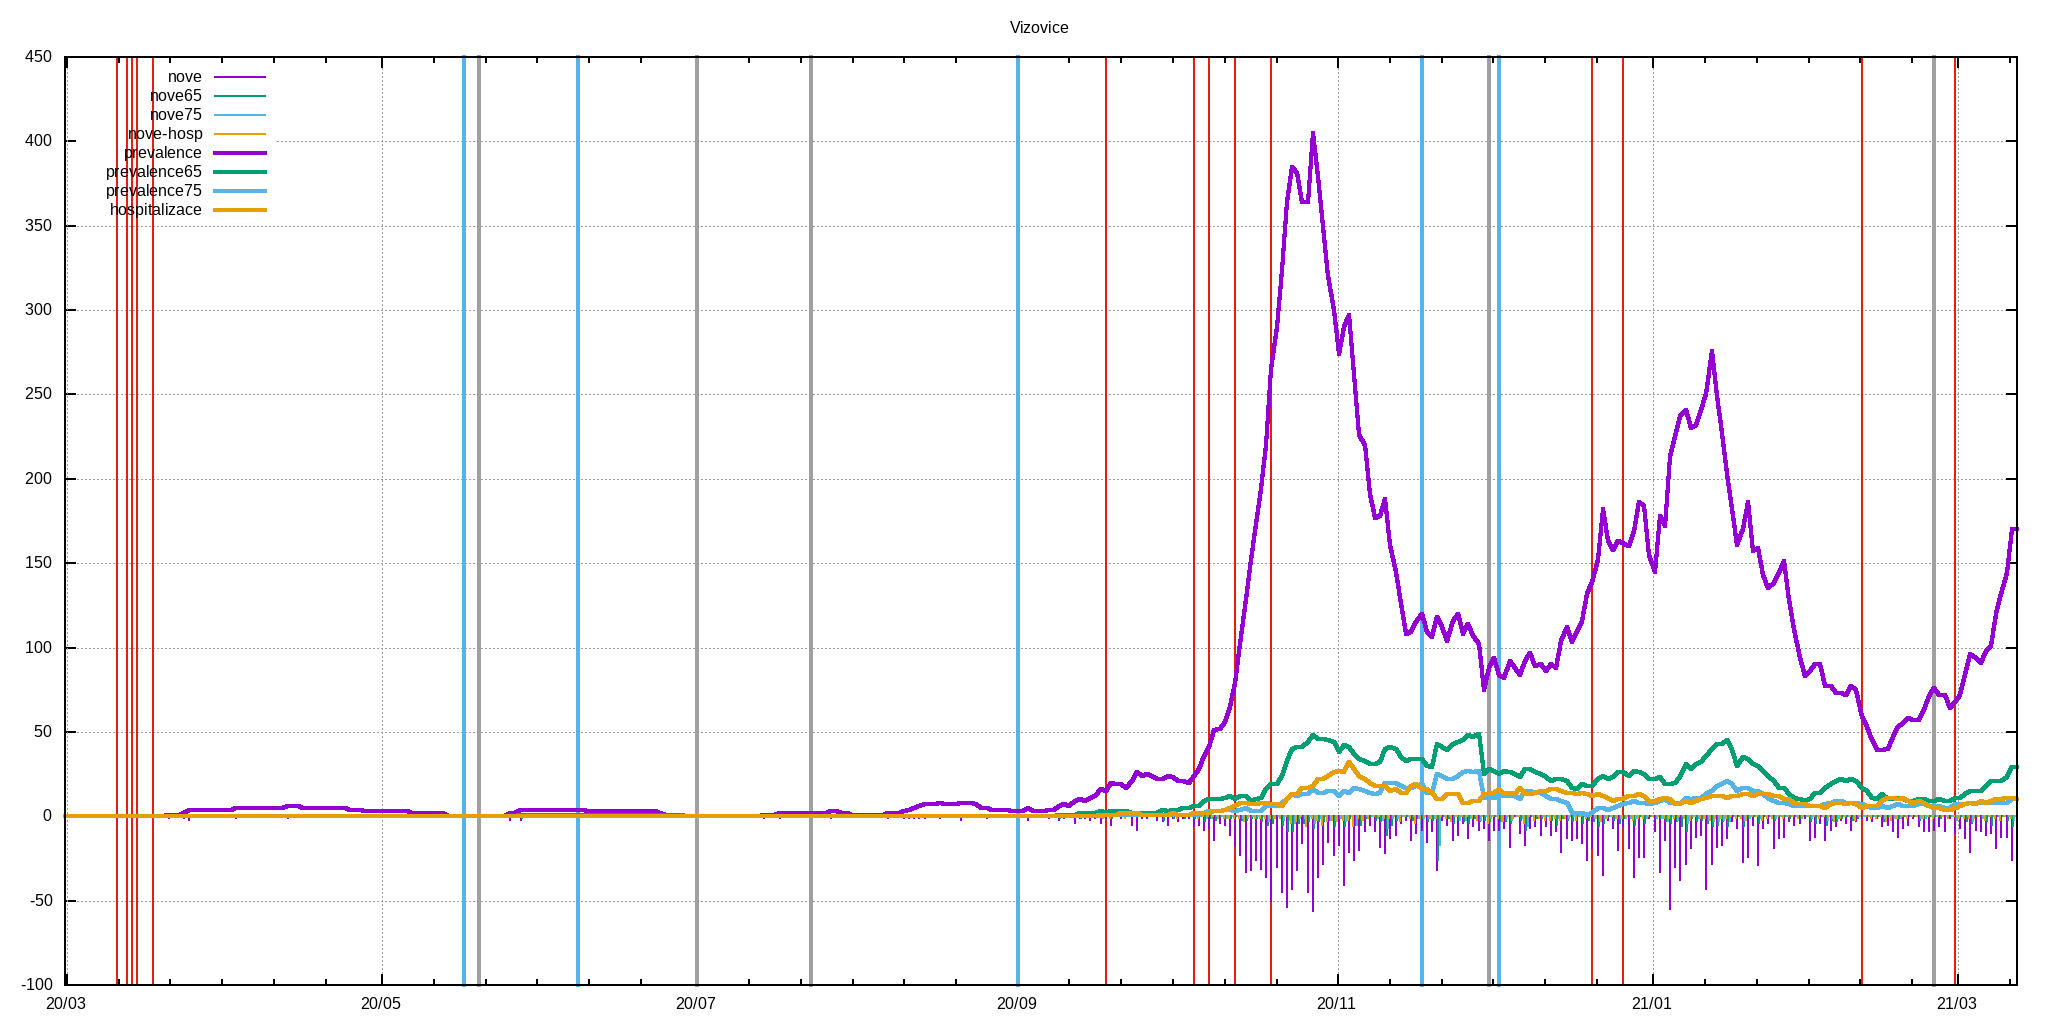 Vizovice
450
400
350
300
250
200
150
100
50
0
-50
-100
nove
nove65
nove75
nove-hosp
prevalence
prevalence65
prevalence75
hospitalizace
20/03 20/05 20/07 20/09 20/11 21/01 21/03